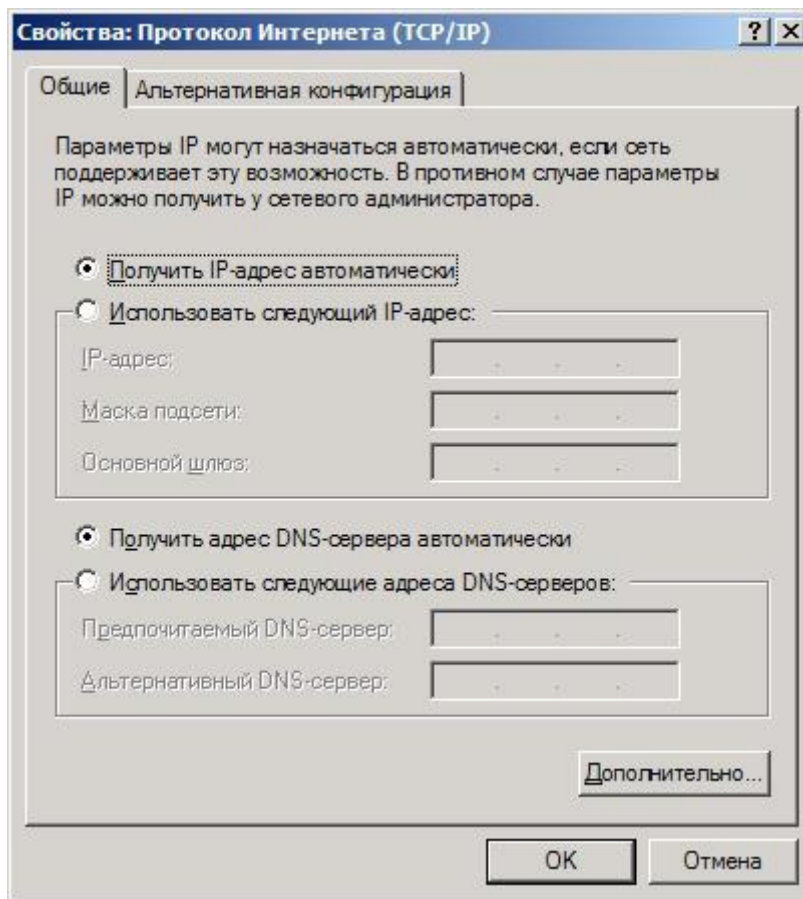 Свойства: Протокол Интернета (TCP/IP)
Общие
Альтернативная конфигурация
Параметры IP могут назначаться автоматически, если сеть
поддерживает эту возможность. В противном случае параметры
IP можно получить у сетевого администратора.
Получить IP-адрес автоматически
Использовать следующий IP-адрес:
IP-адрес:
Маска подсети:
Основной шлюз:
Получить адрес DNS-сервера автоматически
Использовать следующие адреса DNS-серверов:
Предпочитаемый DNS-сервер:
Альтернативный DNS-сервер:
Дополнительно...
OK
Отмена